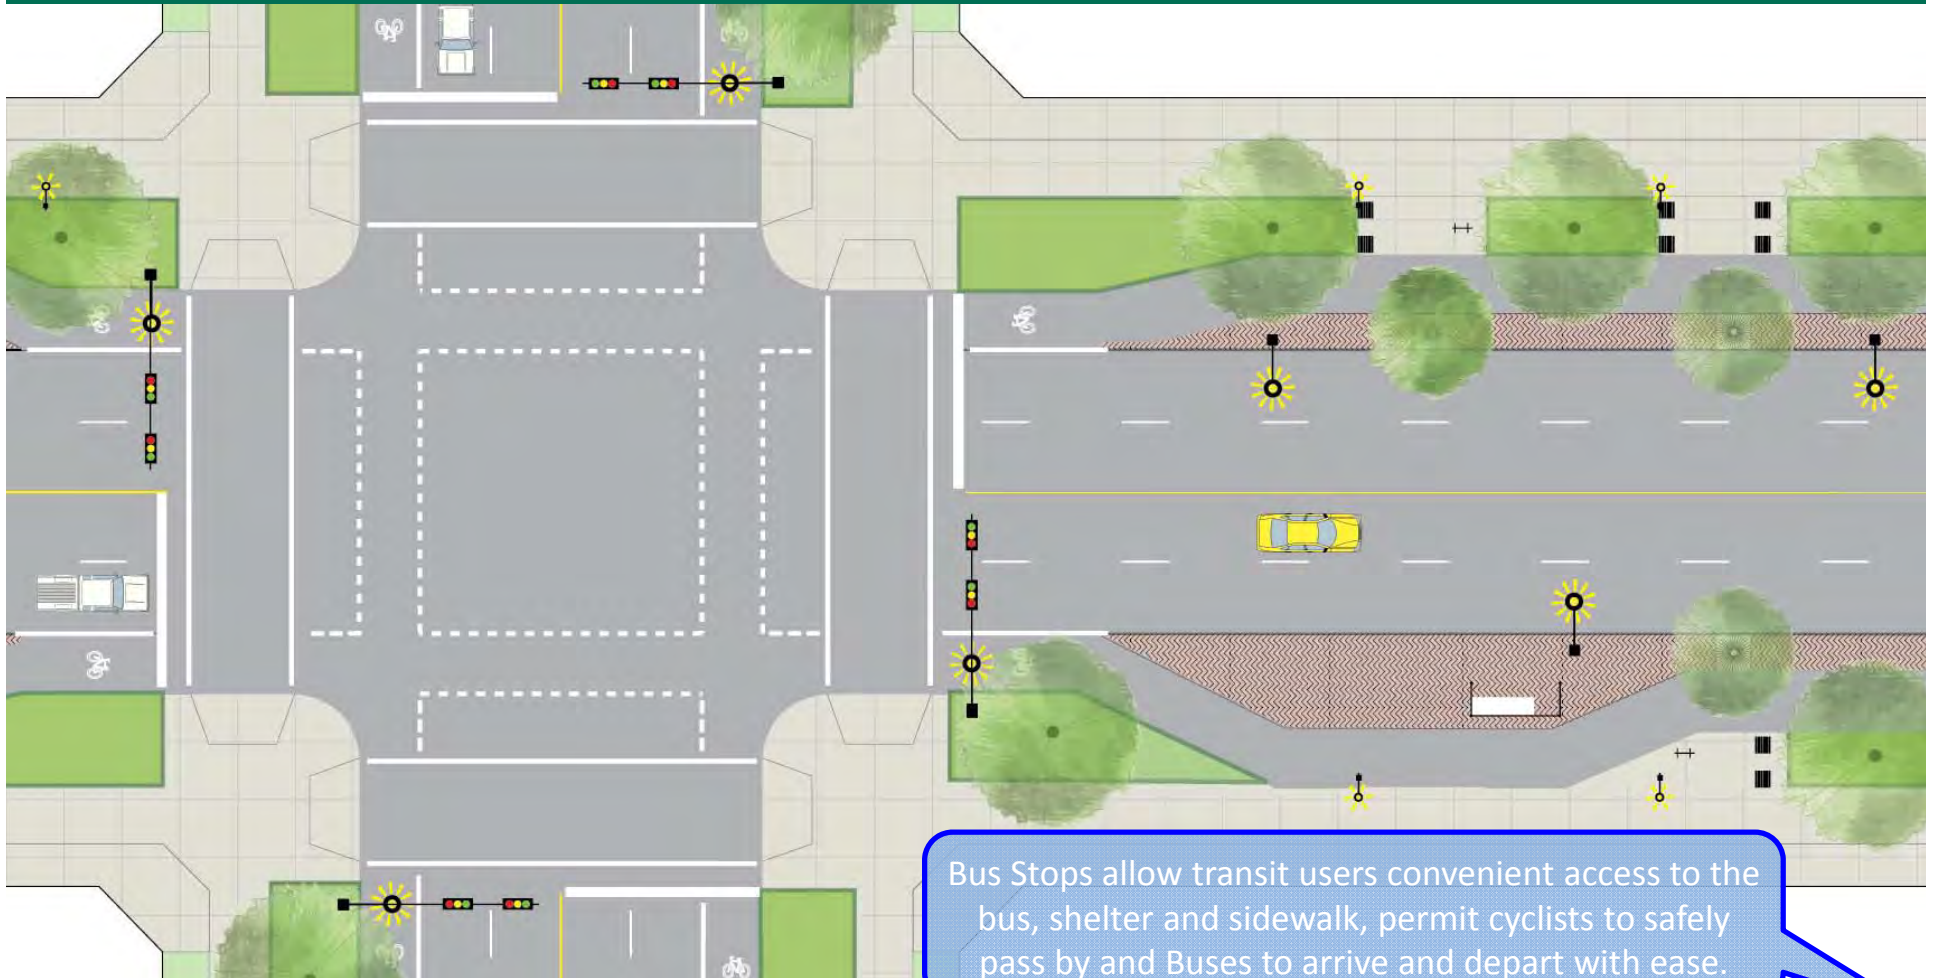 Bus Stops allow transit users convenient access to the
bus, shelter and sidewalk, permit cyclists to safely
pass by and Buses to arrive and depart with ease.